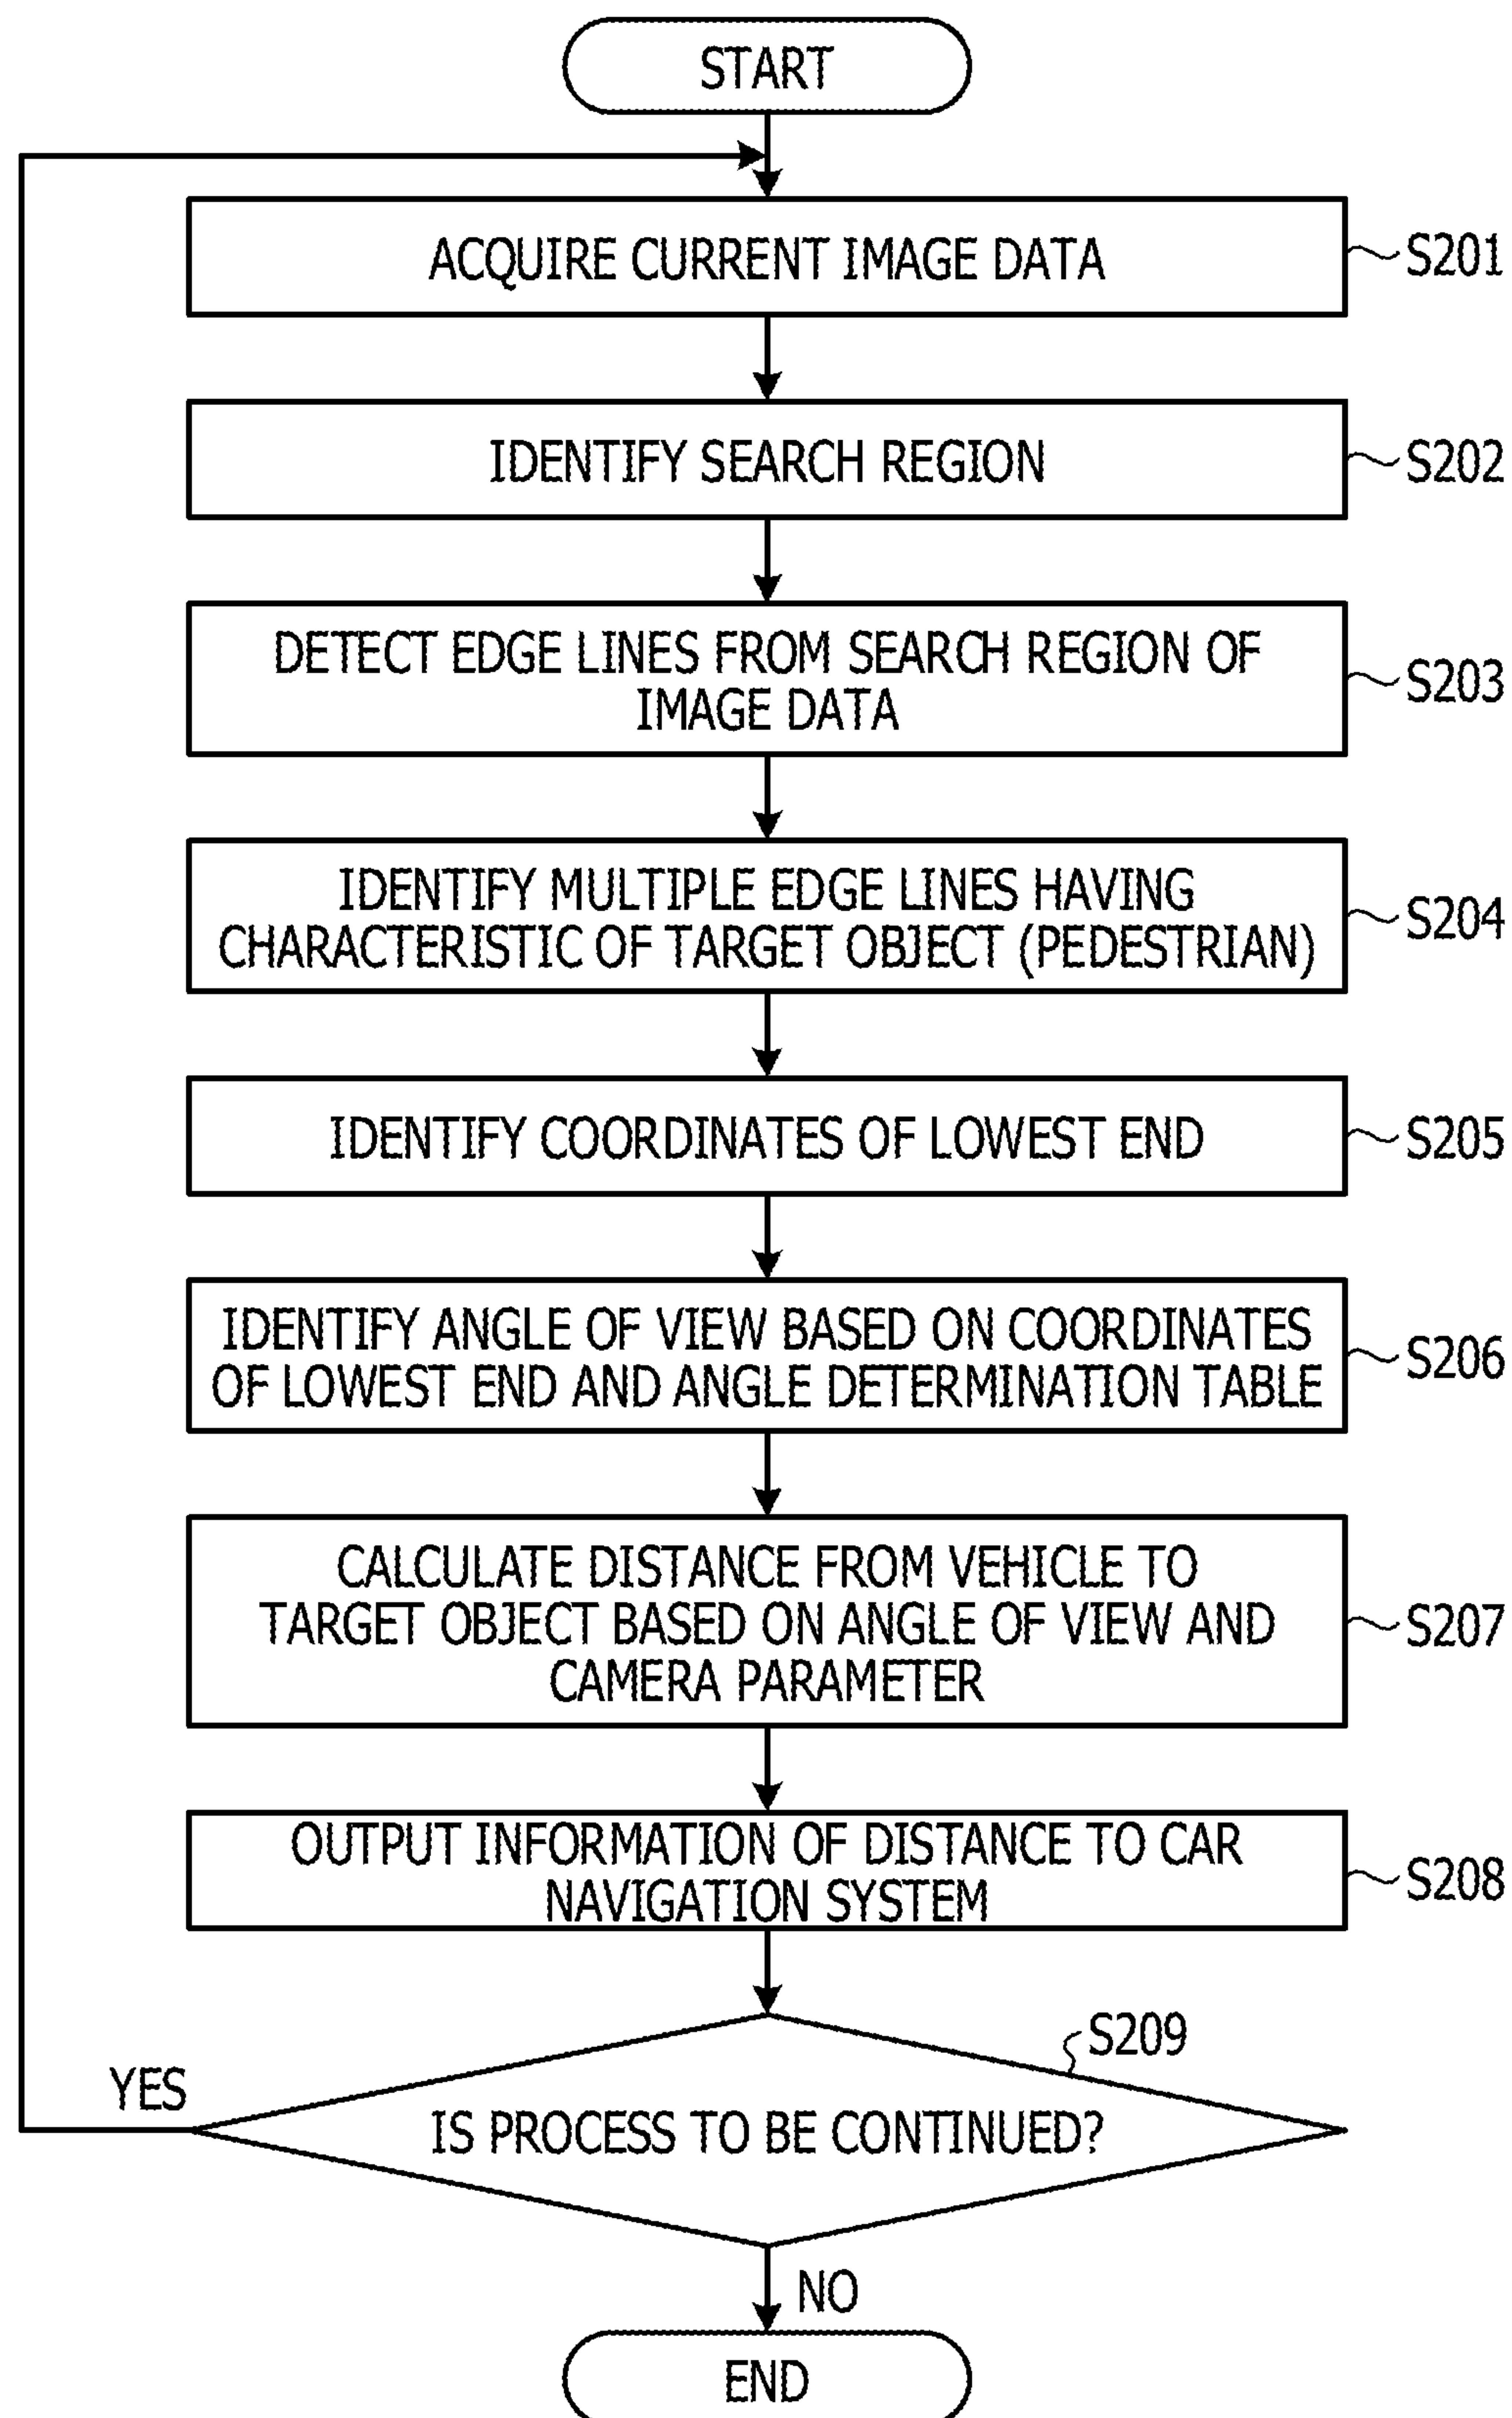 START
ACQUIRE CURRENT IMAGE DATA
S201
IDENTIFY SEARCH REGION
S202
DETECT EDGE LINES FROM SEARCH REGION OF
IMAGE DATA
S203
IDENTIFY MULTIPLE EDGE LINES HAVING
CHARACTERISTIC OF TARGET OBJECT (PEDESTRIAN)
S204
IDENTIFY COORDINATES OF LOWEST END
S205
IDENTIFY ANGLE OF VIEW BASED ON COORDINATES
OF LOWEST END AND ANGLE DETERMINATION TABLE
S206
CALCULATE DISTANCE FROM VEHICLE TO
TARGET OBJECT BASED ON ANGLE OF VIEW AND
CAMERA PARAMETER
S207
OUTPUT INFORMATION OF DISTANCE TO CAR
NAVIGATION SYSTEM
S208
S209
YES
IS PROCESS TO BE CONTINUED?
NO
END